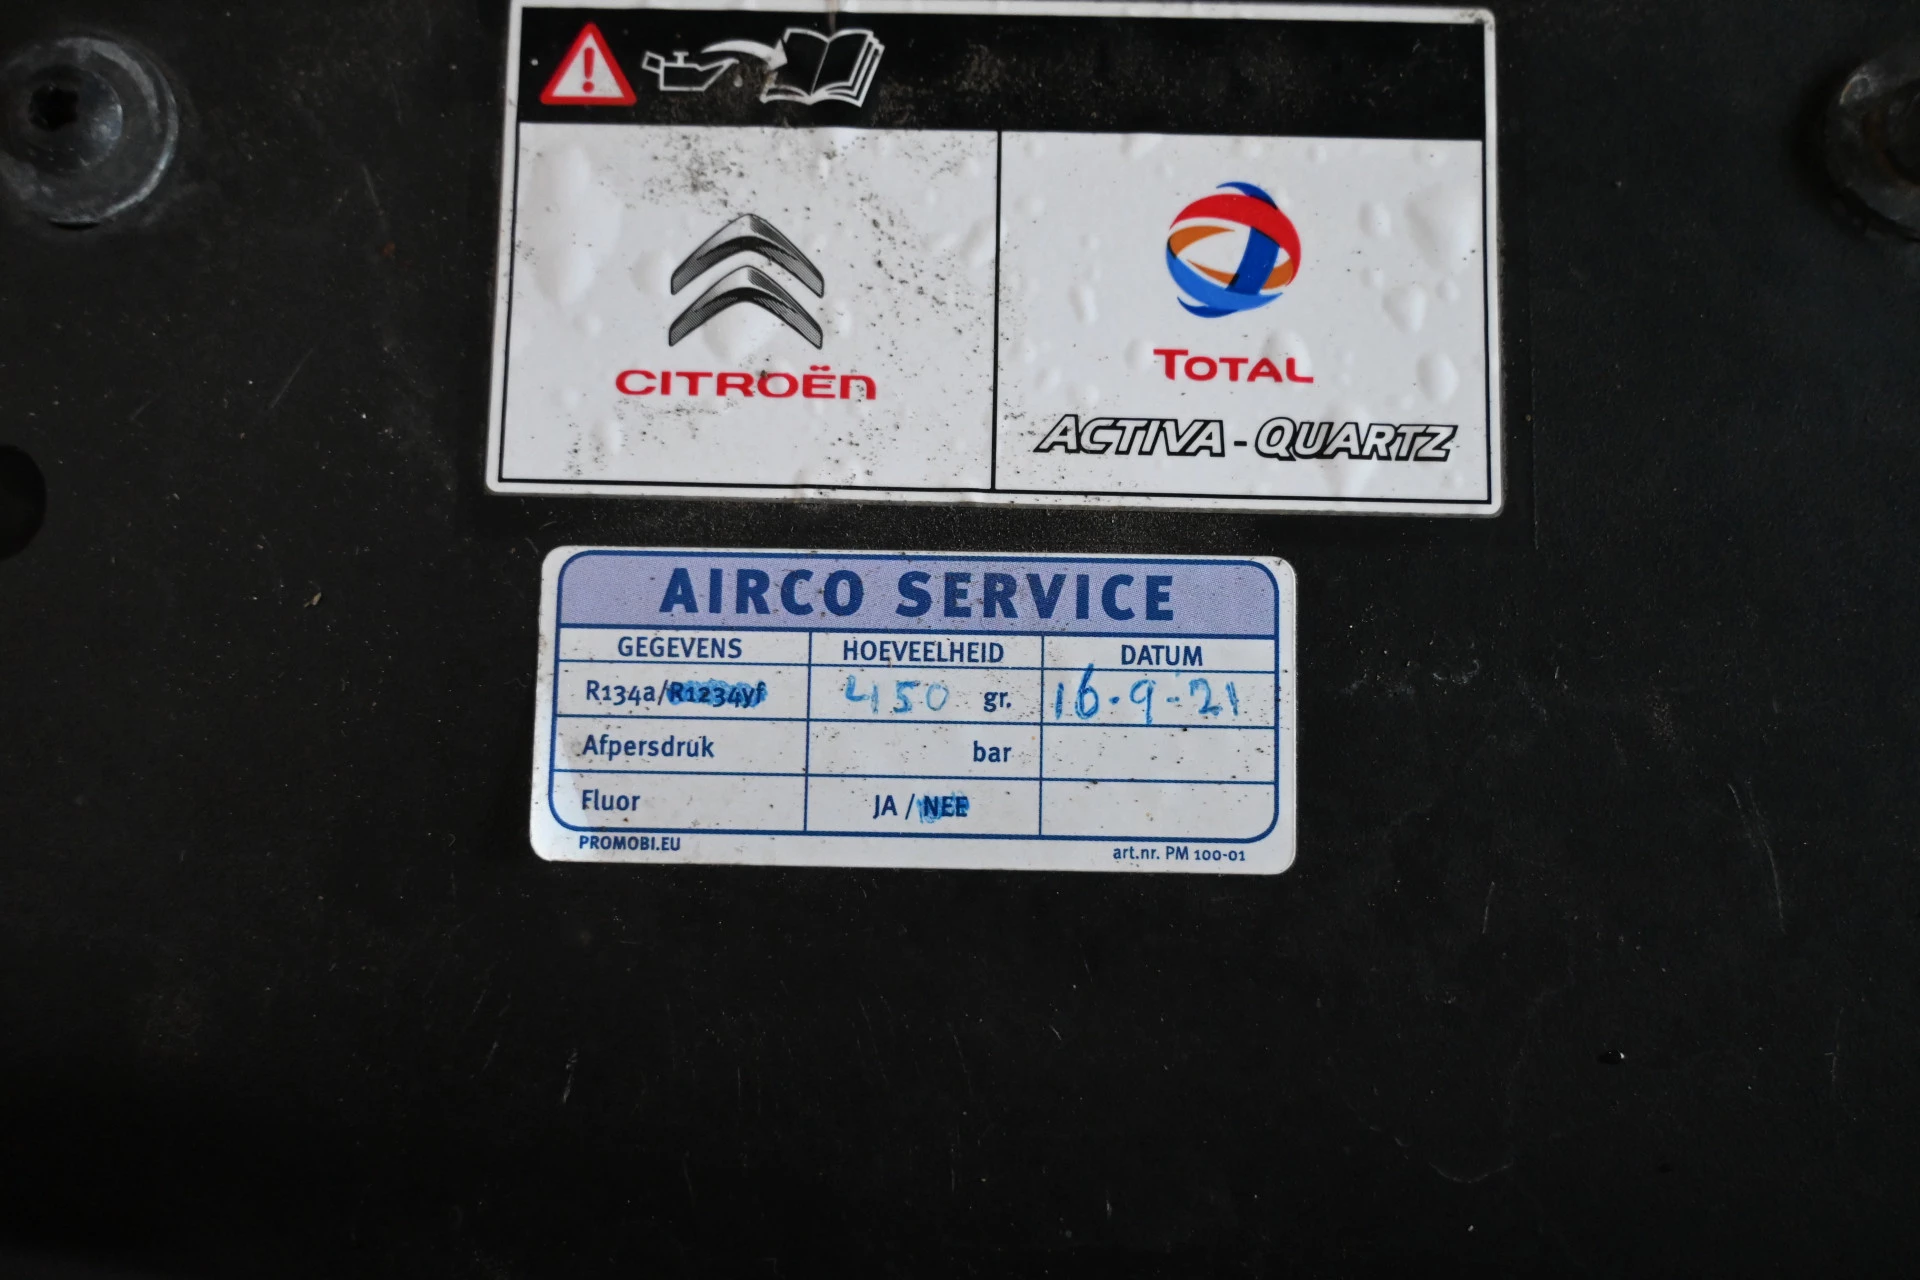 CITROËN
TOTAL
ACTIVA - QUARTZ
AIRCO SERVICE
GEGEVENS HOEVEELHEID DATUM
R134a/R1234yf 450 gr. 16-9-21
Afpersdruk bar
Fluor JA / NEE
PROMOBI.EU art.nr. PM 100-01